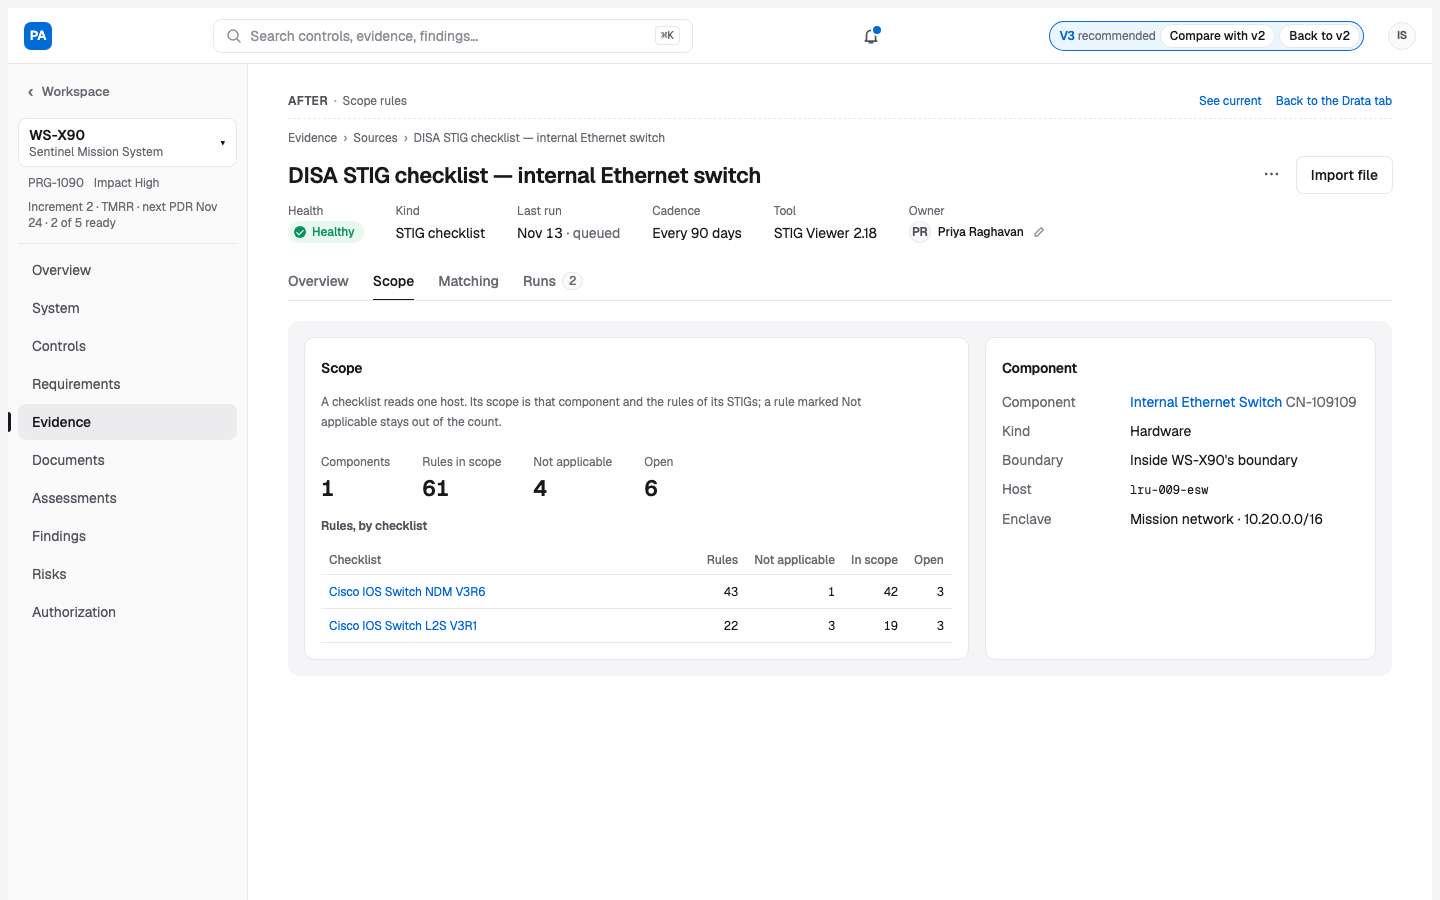 PA
Search controls, evidence, findings...
⌘K
V3 recommended Compare with v2 Back to v2
IS
‹ Workspace
WS-X90
Sentinel Mission System
PRG-1090 Impact High
Increment 2 · TMRR · next PDR Nov
24 · 2 of 5 ready
Overview
System
Controls
Requirements
Evidence
Documents
Assessments
Findings
Risks
Authorization
AFTER · Scope rules
See current Back to the Drata tab
Evidence › Sources › DISA STIG checklist — internal Ethernet switch
DISA STIG checklist — internal Ethernet switch
··· Import file
Health Kind Last run Cadence Tool Owner
Healthy STIG checklist Nov 13 · queued Every 90 days STIG Viewer 2.18 PR Priya Raghavan
Overview Scope Matching Runs 2
Scope
A checklist reads one host. Its scope is that component and the rules of its STIGs; a rule marked Not
applicable stays out of the count.
Components Rules in scope Not applicable Open
1 61 4 6
Rules, by checklist
Checklist Rules Not applicable In scope Open
Cisco IOS Switch NDM V3R6 43 1 42 3
Cisco IOS Switch L2S V3R1 22 3 19 3
Component
Component Internal Ethernet Switch CN-109109
Kind Hardware
Boundary Inside WS-X90's boundary
Host lru-009-esw
Enclave Mission network · 10.20.0.0/16